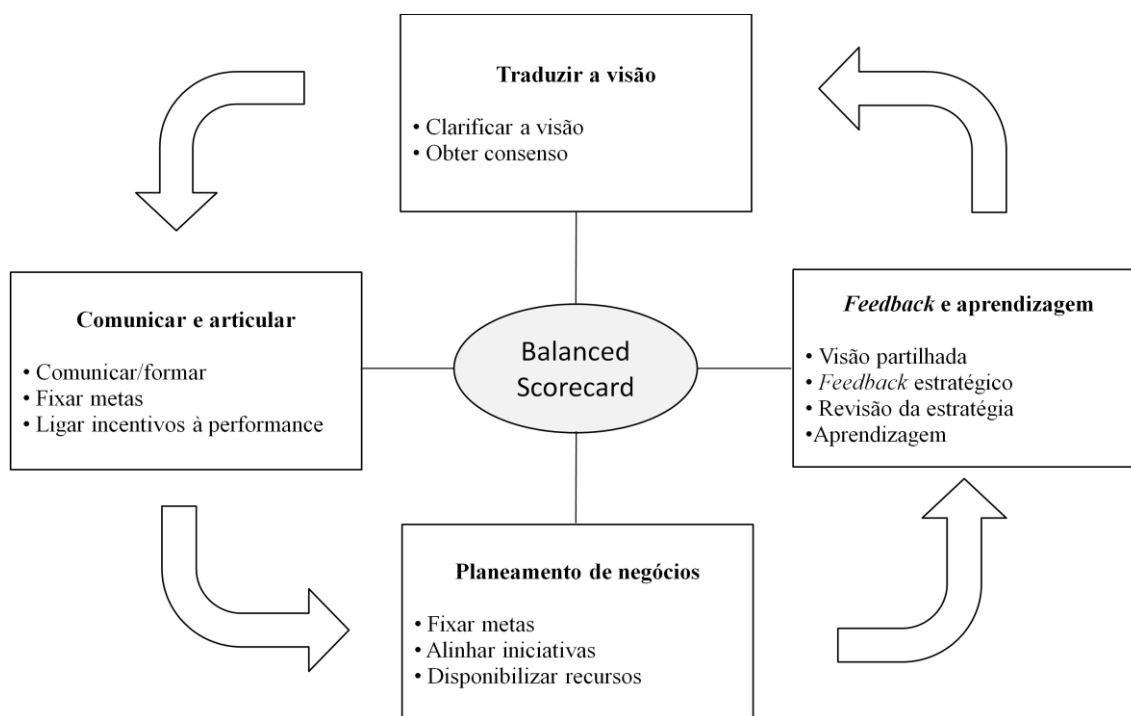 Traduzir a visão
• Clarificar a visão
• Obter consenso
Comunicar e articular
• Comunicar/formar
• Fixar metas
• Ligar incentivos à performance
Balanced
Scorecard
Feedback e aprendizagem
• Visão partilhada
• Feedback estratégico
• Revisão da estratégia
•Aprendizagem
Planeamento de negócios
• Fixar metas
• Alinhar iniciativas
• Disponibilizar recursos